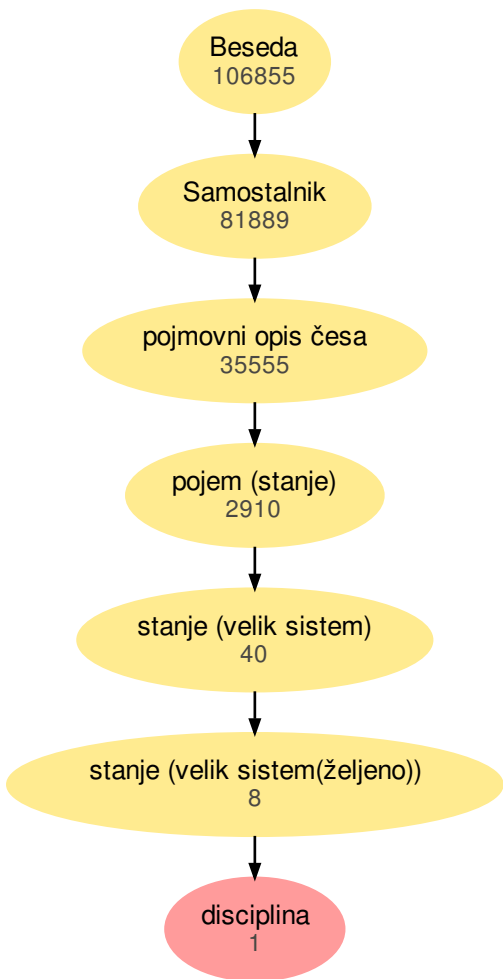 Beseda
106855
Samostalnik
81889
pojmovni opis česa
35555
pojem (stanje)
2910
stanje (velik sistem)
40
stanje (velik sistem(željeno))
8
disciplina
1